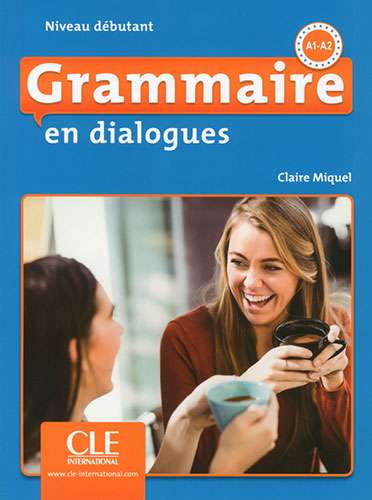 Niveau débutant
A1-A2
Grammaire
en dialogues
Claire Miquel
CLE
INTERNATIONAL
www.cle-international.com